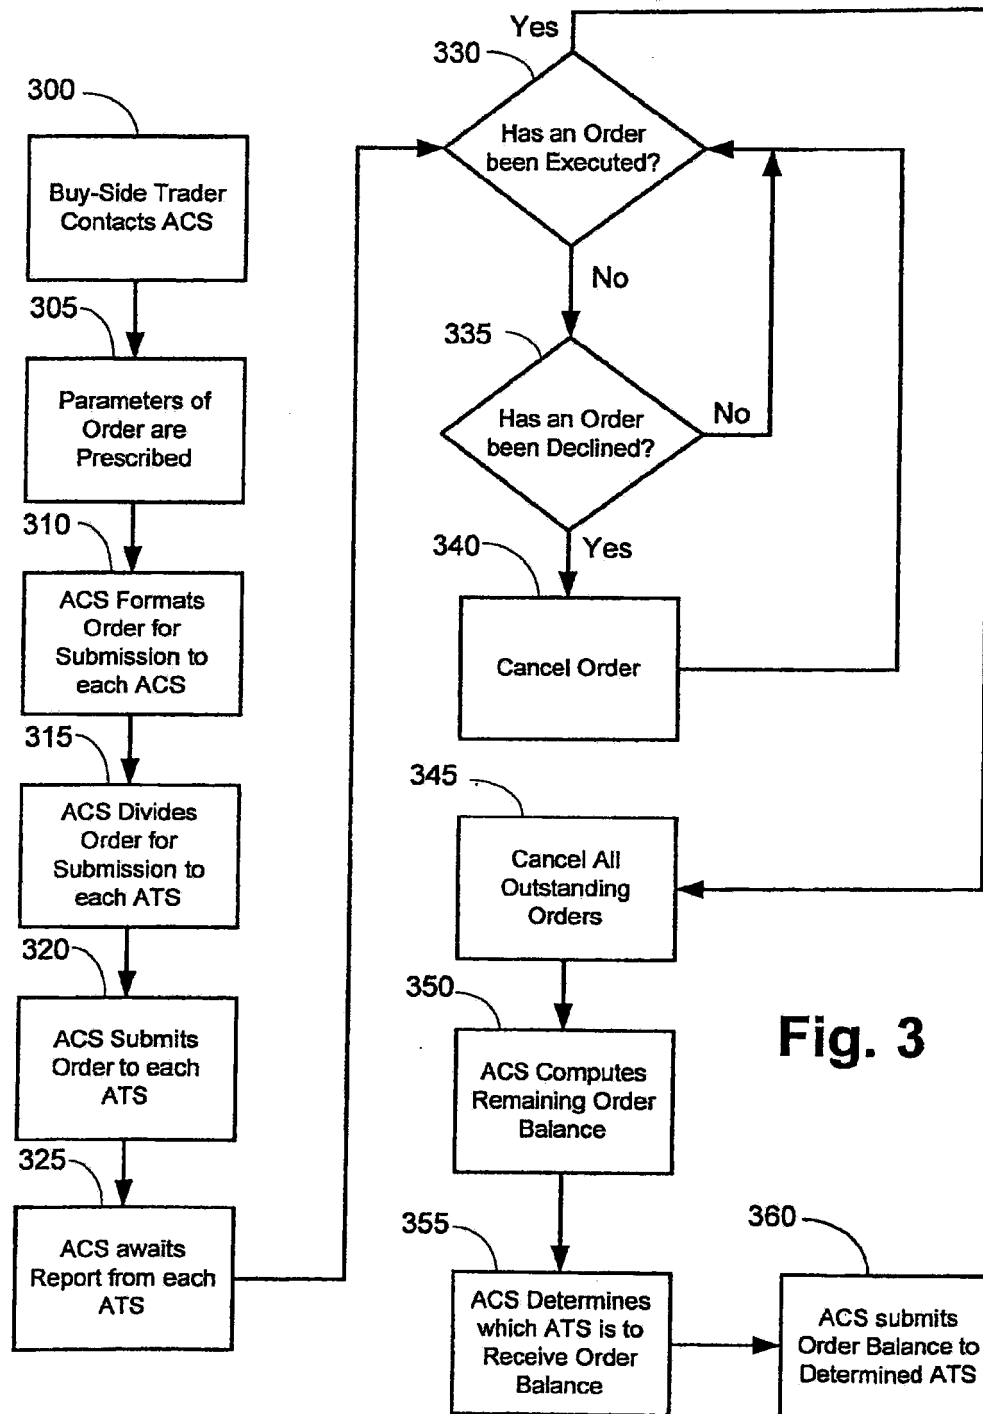 300
Buy-Side Trader
Contacts ACS
305
Parameters of
Order are
Prescribed
310
ACS Formats
Order for
Submission to
each ACS
315
ACS Divides
Order for
Submission to
each ATS
320
ACS Submits
Order to each
ATS
325
ACS awaits
Report from each
ATS
Yes
330
Has an Order
been Executed?
No
335
Has an Order
been Declined?
No
Yes
340
Cancel Order
345
Cancel All
Outstanding
Orders
350
ACS Computes
Remaining Order
Balance
355
ACS Determines
which ATS is to
Receive Order
Balance
360
ACS submits
Order Balance to
Determined ATS
Fig. 3